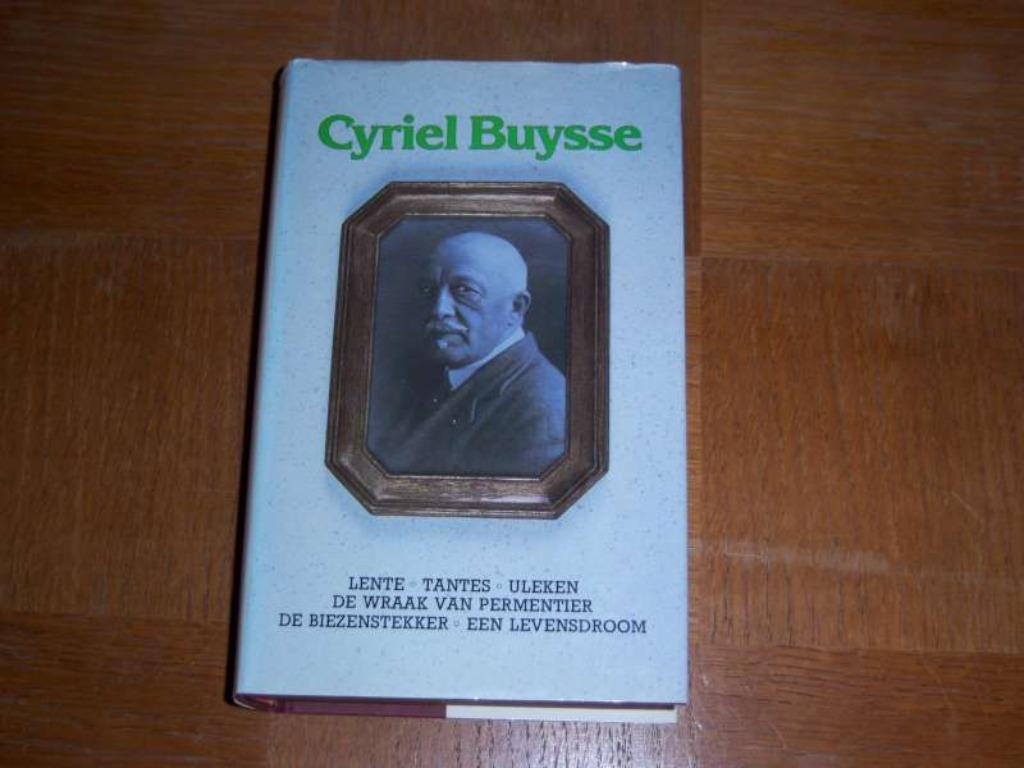 Cyriel Buysse
LENTE ◦ TANTES ◦ ULEKEN
DE WRAAK VAN PERMENTIER
DE BIEZENSTEKKER ◦ EEN LEVENSDROOM